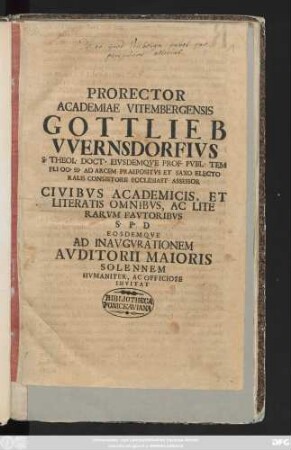 PRORECTOR
ACADEMIAE VITEMBERGENSIS
GOTTLIEB
VVERNSDORFIVS
S THEOL· DOCT· EIVSDEMQVE PROF· PVBL· TEM
PLI OO· SS· AD ARCEM PRAEPOSITVS ET SAXO ELECTO
RALIS CONSISTORII ECCLESIAST· ASSESSOR
CIVIBVS ACADEMICIS, ET
LITERATIS OMNIBVS, AC LITE
RARVM FAVTORIBVS
S P D
EOSDEMQVE
AD INAVGVRATIONEM
AVDITORII MAIORIS
SOLENNEM
HVMANITER, AC OFFICIOSE
INVITAT
BIBLIOTHECA
PONICKAVIANA